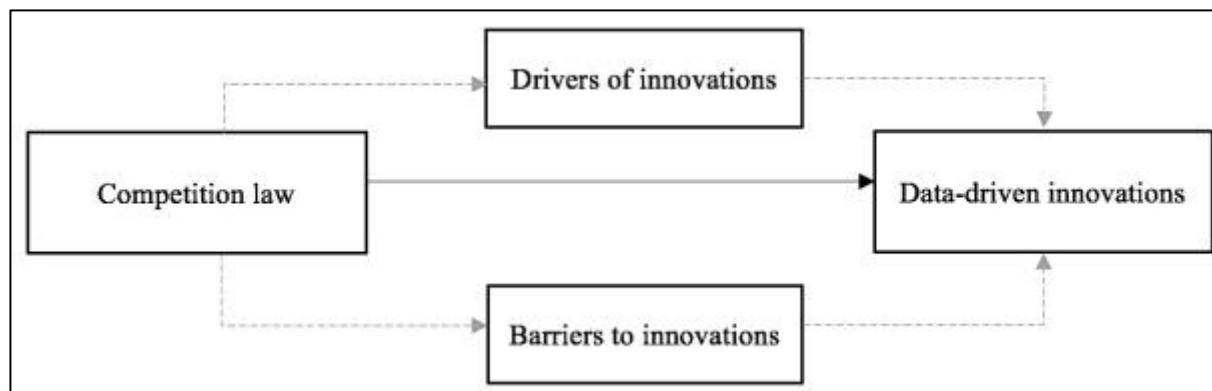 Drivers of innovations
Competition law
Data-driven innovations
Barriers to innovations